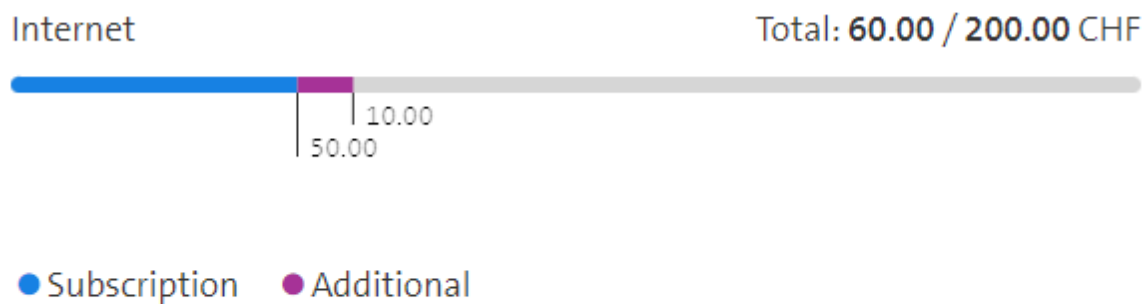 Internet Total: 60.00 / 200.00 CHF
10.00
50.00
Subscription Additional